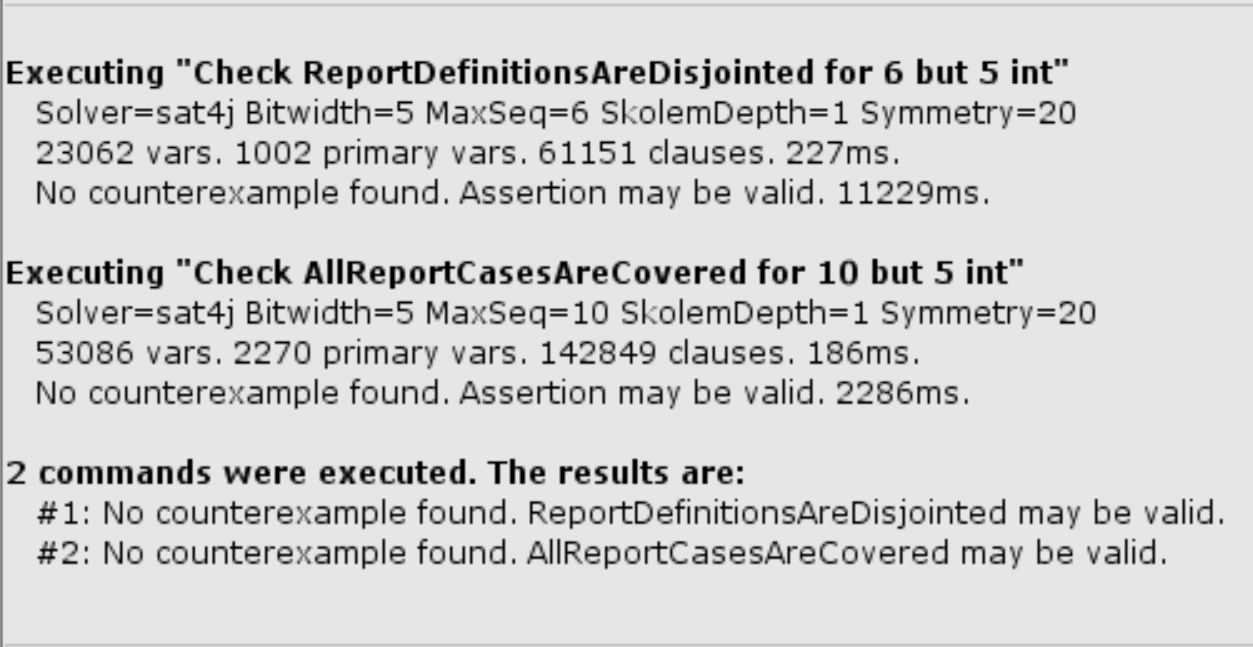 Executing "Check ReportDefinitionsAreDisjointed for 6 but 5 int"
Solver=sat4j Bitwidth=5 MaxSeq=6 SkolemDepth=1 Symmetry=20
23062 vars. 1002 primary vars. 61151 clauses. 227ms.
No counterexample found. Assertion may be valid. 11229ms.
Executing "Check AllReportCasesAreCovered for 10 but 5 int"
Solver=sat4j Bitwidth=5 MaxSeq=10 SkolemDepth=1 Symmetry=20
53086 vars. 2270 primary vars. 142849 clauses. 186ms.
No counterexample found. Assertion may be valid. 2286ms.
2 commands were executed. The results are:
#1: No counterexample found. ReportDefinitionsAreDisjointed may be valid.
#2: No counterexample found. AllReportCasesAreCovered may be valid.